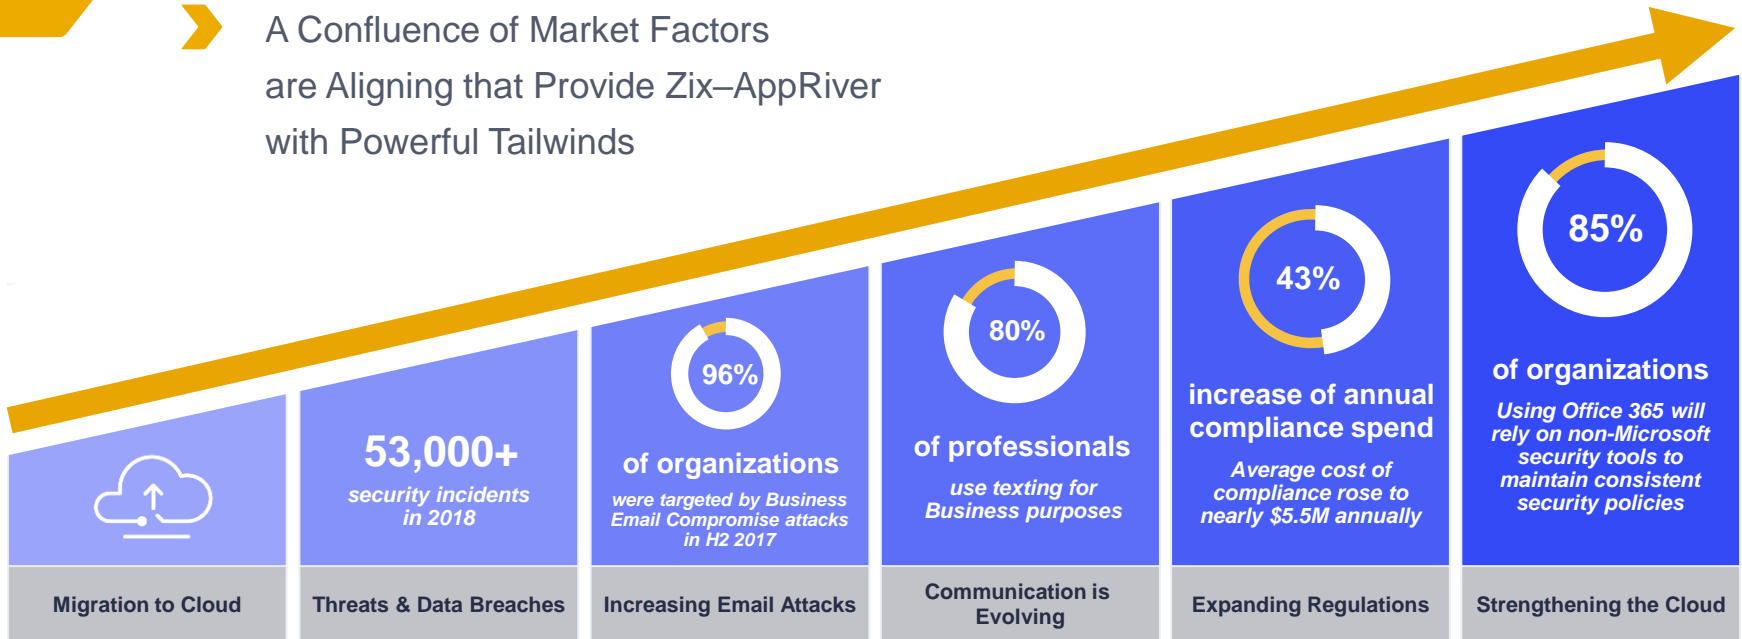 A Confluence of Market Factors
are Aligning that Provide Zix–AppRiver
with Powerful Tailwinds
Migration to Cloud
53,000+
security incidents
in 2018
Threats & Data Breaches
96%
of organizations
were targeted by Business
Email Compromise attacks
in H2 2017
Increasing Email Attacks
80%
of professionals
use texting for
Business purposes
Communication is
Evolving
43%
increase of annual
compliance spend
Average cost of
compliance rose to
nearly $5.5M annually
Expanding Regulations
85%
of organizations
Using Office 365 will
rely on non-Microsoft
security tools to
maintain consistent
security policies
Strengthening the Cloud